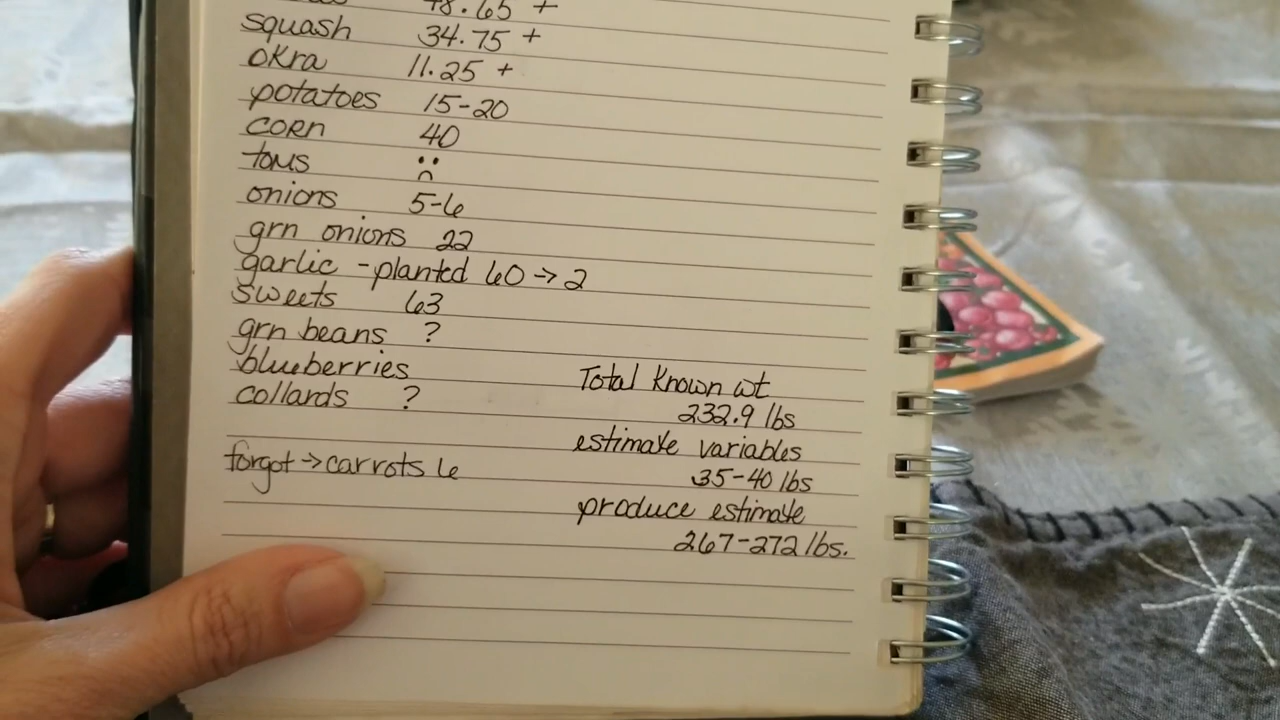 48.65 +
squash 34.75 +
okra 11.25 +
potatoes 15-20
corn 40
toms
onions 5-6
grn onions 22
garlic - planted 60 → 2
sweets 63
grn beans ?
blueberries
collards ?
forgot → carrots 6
Total Known wt
232.9 lbs
estimate variables
35-40 lbs
produce estimate
267-272 lbs.